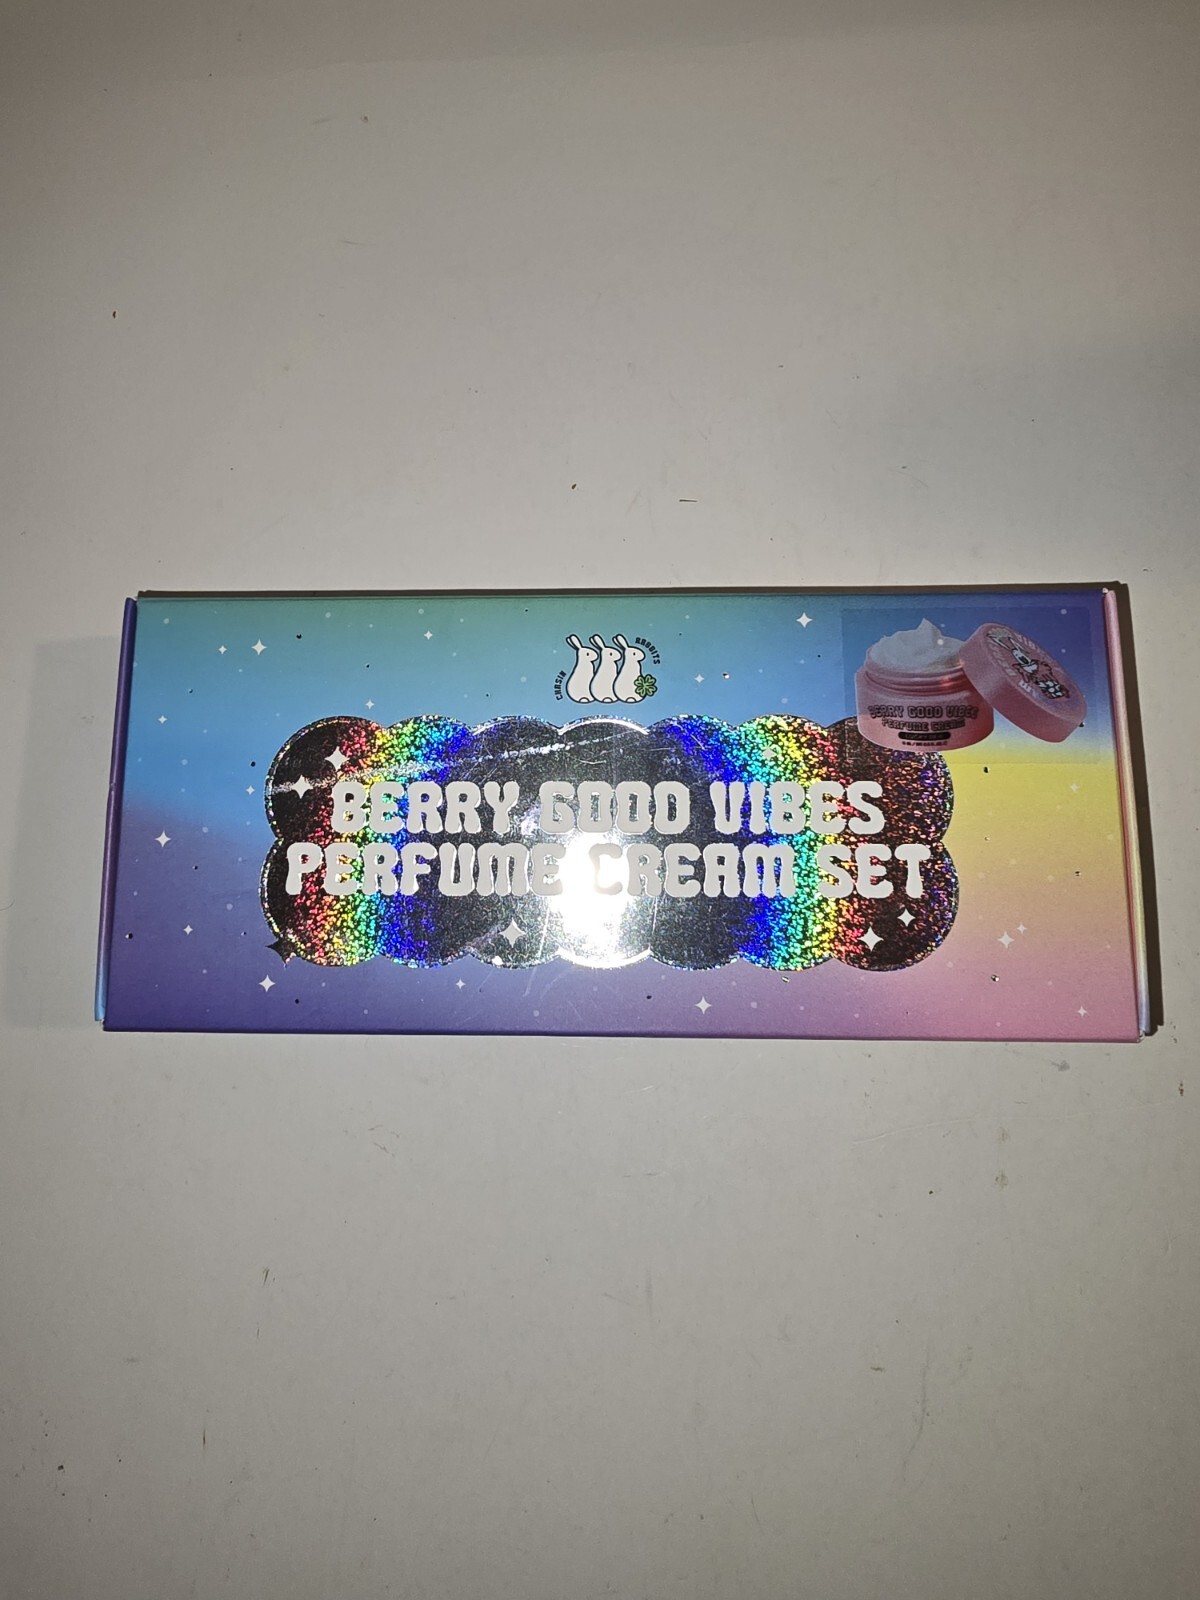 CHASIN RABBITS
BERRY GOOD VIBES
PERFUME CREAM SET
BERRY GOOD VIBES
PERFUME CREAM